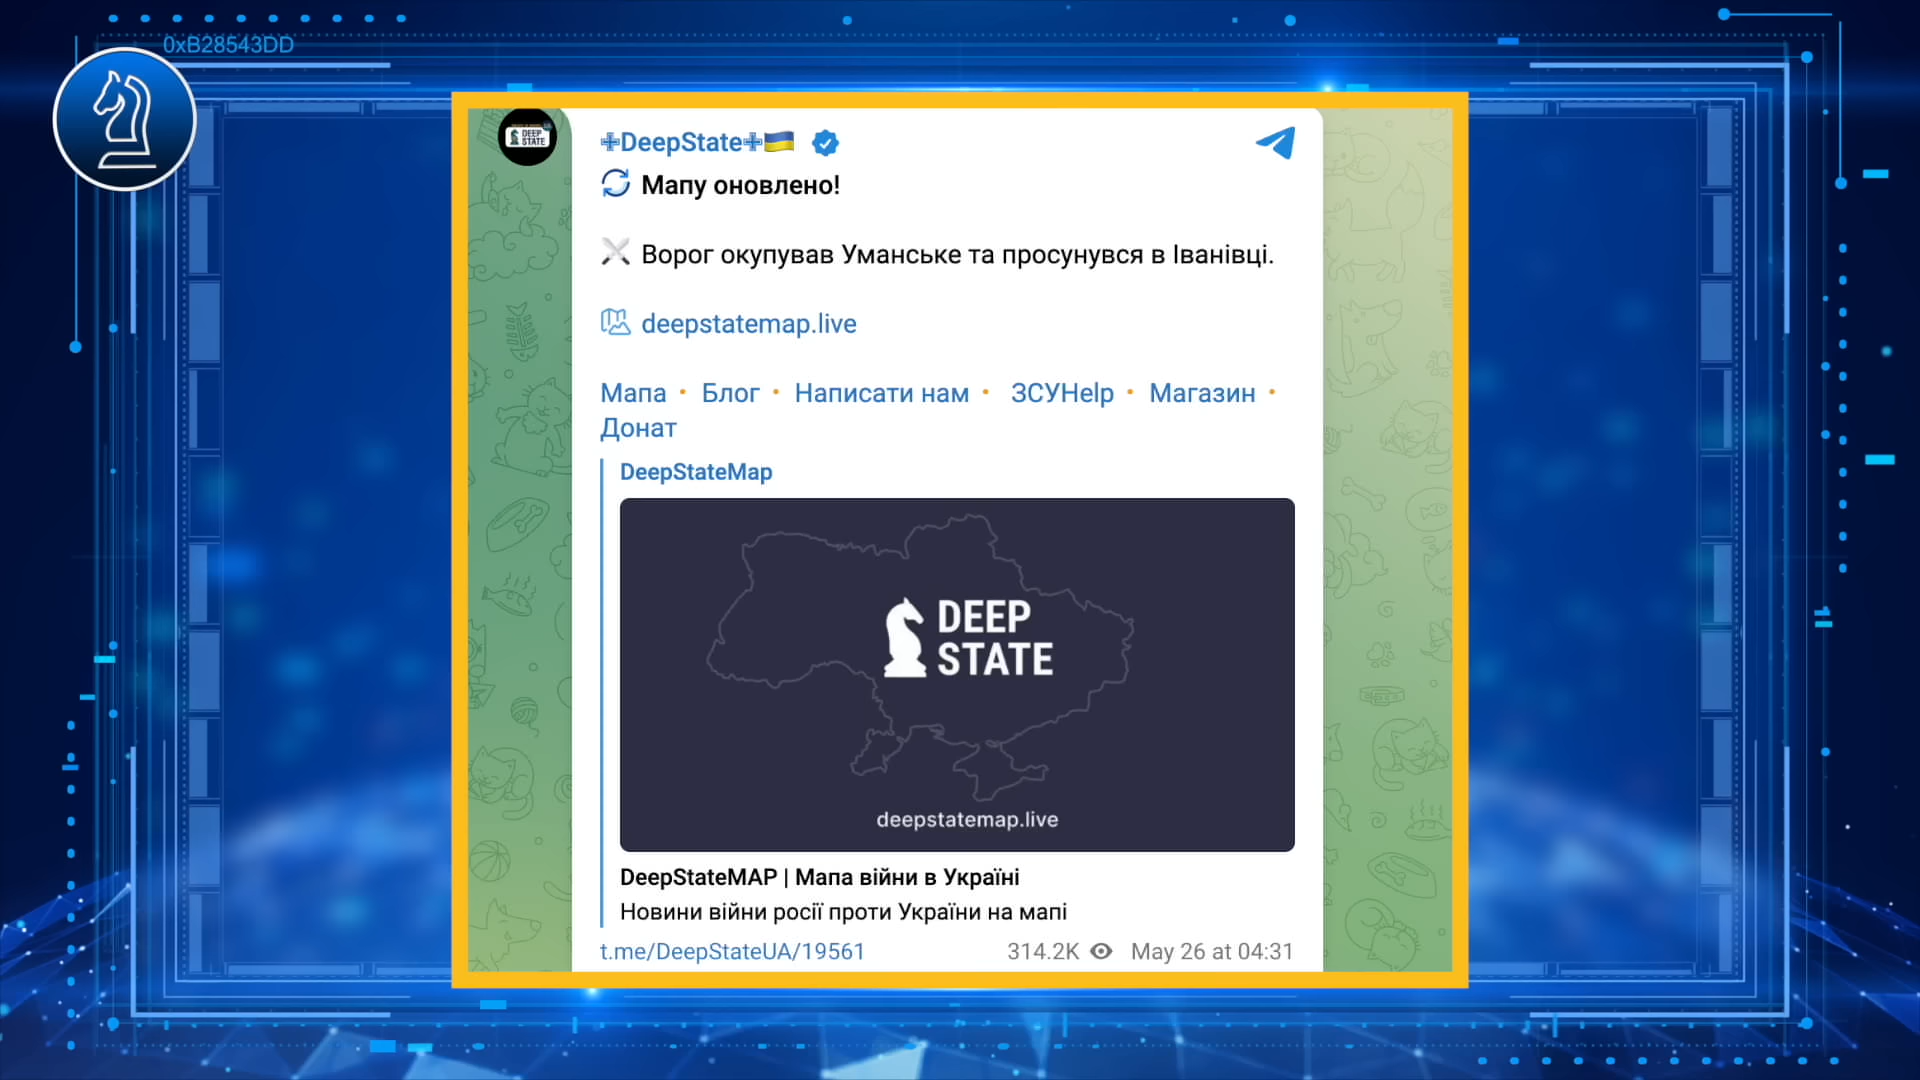 0xB28543DD
DEEP
STATE
DeepState
Мапу оновлено!
Ворог окупував Уманське та просунувся в Іванівці.
deepstatemap.live
Мапа • Блог • Написати нам • ЗСУHelp • Магазин •
Донат
DeepStateMap
DEEP
STATE
deepstatemap.live
DeepStateMAP | Мапа війни в Україні
Новини війни росії проти України на мапі
t.me/DeepStateUA/19561 314.2K May 26 at 04:31